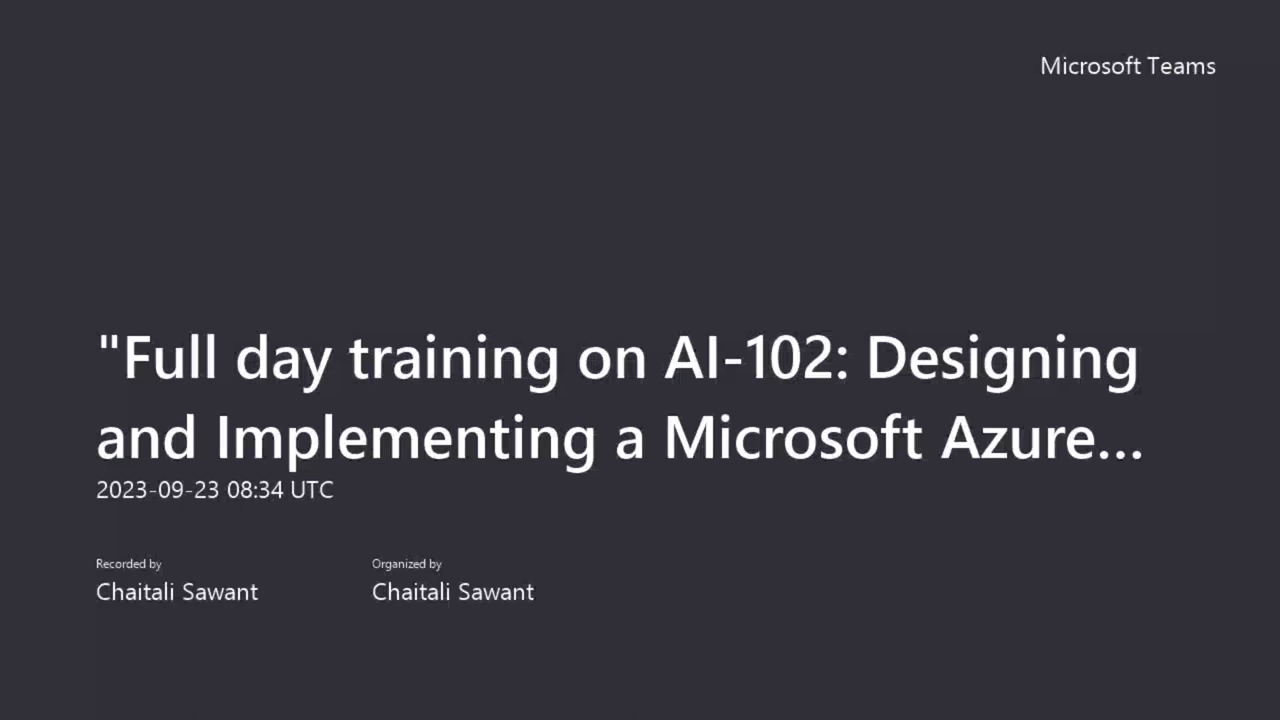 Microsoft Teams
"Full day training on AI-102: Designing
and Implementing a Microsoft Azure...
2023-09-23 08:34 UTC
Recorded by
Chaitali Sawant
Organized by
Chaitali Sawant